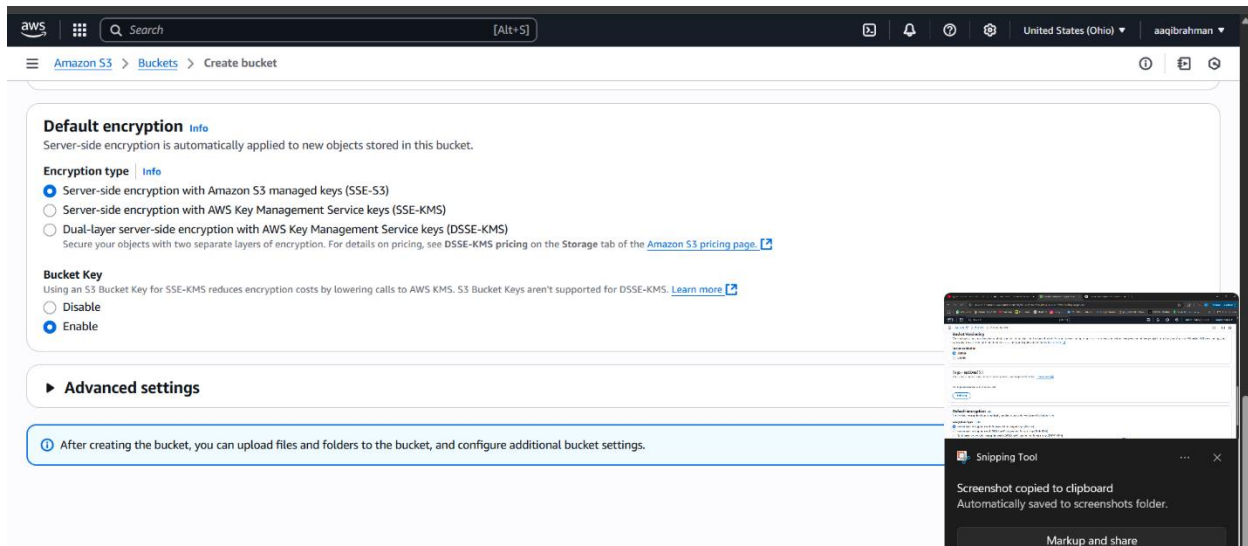 aws
Search
[Alt+S]
United States (Ohio)
aaqibrahman
Amazon S3 > Buckets > Create bucket
Default encryption Info
Server-side encryption is automatically applied to new objects stored in this bucket.
Encryption type | Info
Server-side encryption with Amazon S3 managed keys (SSE-S3)
Server-side encryption with AWS Key Management Service keys (SSE-KMS)
Dual-layer server-side encryption with AWS Key Management Service keys (DSSE-KMS)
Secure your objects with two separate layers of encryption. For details on pricing, see DSSE-KMS pricing on the Storage tab of the Amazon S3 pricing page.
Bucket Key
Using an S3 Bucket Key for SSE-KMS reduces encryption costs by lowering calls to AWS KMS. S3 Bucket Keys aren't supported for DSSE-KMS. Learn more
Disable
Enable
Advanced settings
After creating the bucket, you can upload files and folders to the bucket, and configure additional bucket settings.
Snipping Tool
Screenshot copied to clipboard
Automatically saved to screenshots folder.
Markup and share